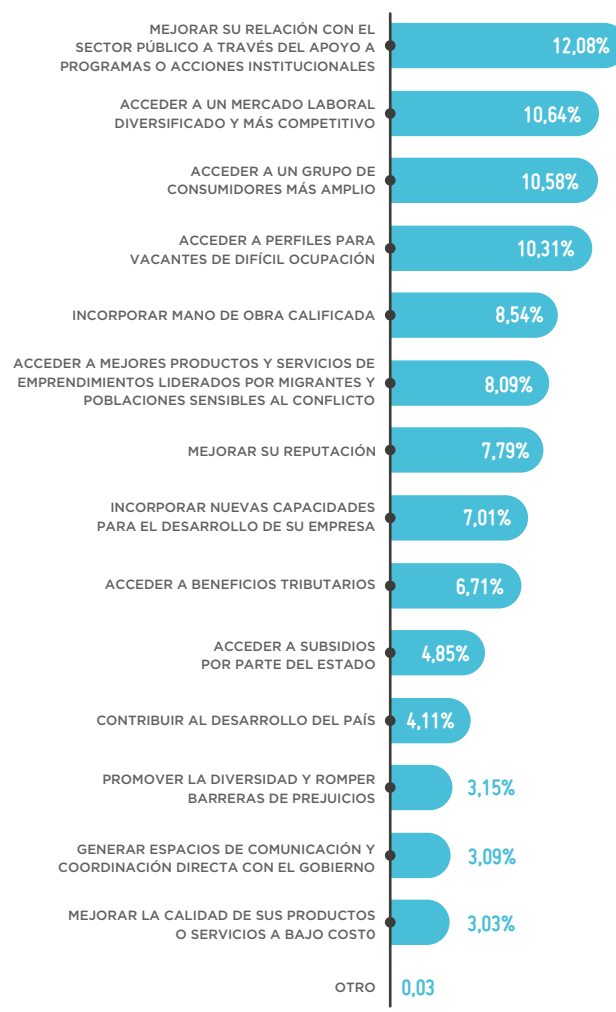 MEJORAR SU RELACIÓN CON EL
SECTOR PÚBLICO A TRAVÉS DEL APOYO A
PROGRAMAS O ACCIONES INSTITUCIONALES
12,08%
ACCEDER A UN MERCADO LABORAL
DIVERSIFICADO Y MÁS COMPETITIVO
10,64%
ACCEDER A UN GRUPO DE
CONSUMIDORES MÁS AMPLIO
10,58%
ACCEDER A PERFILES PARA
VACANTES DE DIFÍCIL OCUPACIÓN
10,31%
INCORPORAR MANO DE OBRA CALIFICADA
8,54%
ACCEDER A MEJORES PRODUCTOS Y SERVICIOS DE
EMPRENDIMIENTOS LIDERADOS POR MIGRANTES Y
POBLACIONES SENSIBLES AL CONFLICTO
8,09%
MEJORAR SU REPUTACIÓN
7,79%
INCORPORAR NUEVAS CAPACIDADES
PARA EL DESARROLLO DE SU EMPRESA
7,01%
ACCEDER A BENEFICIOS TRIBUTARIOS
6,71%
ACCEDER A SUBSIDIOS
POR PARTE DEL ESTADO
4,85%
CONTRIBUIR AL DESARROLLO DEL PAÍS
4,11%
PROMOVER LA DIVERSIDAD Y ROMPER
BARRERAS DE PREJUICIOS
3,15%
GENERAR ESPACIOS DE COMUNICACIÓN Y
COORDINACIÓN DIRECTA CON EL GOBIERNO
3,09%
MEJORAR LA CALIDAD DE SUS PRODUCTOS
O SERVICIOS A BAJO COST0
3,03%
OTRO
0,03